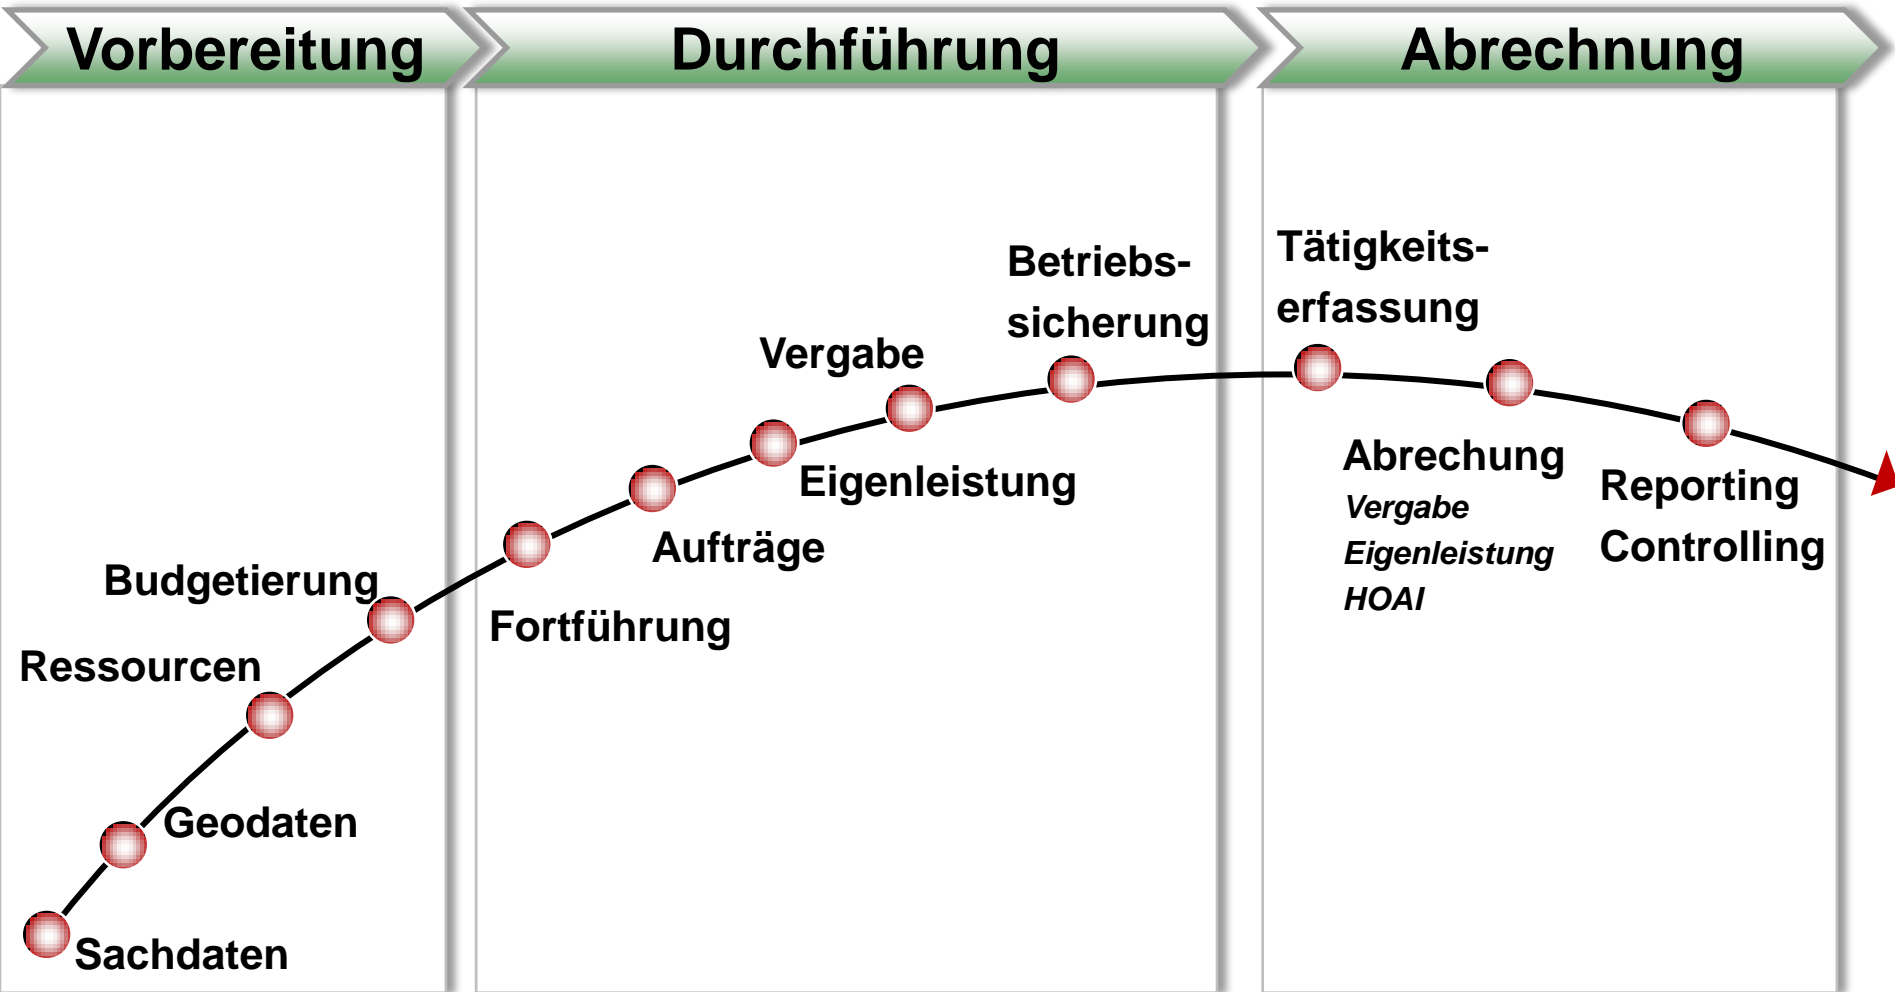 Vorbereitung
Durchführung
Abrechnung
Betriebs-
sicherung
Tätigkeits-
erfassung
Vergabe
Eigenleistung
Abrechung
Vergabe
Eigenleistung
HOAI
Reporting
Controlling
Aufträge
Budgetierung
Fortführung
Ressourcen
Geodaten
Sachdaten